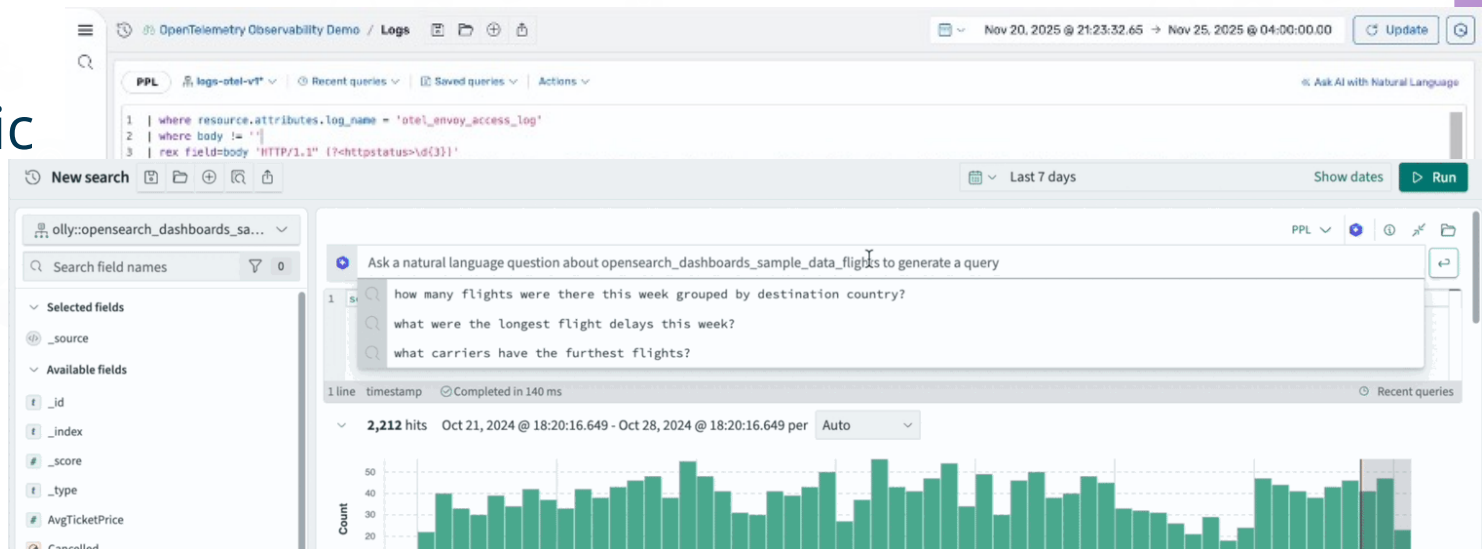 OpenTelemetry Observability Demo / Logs
Nov 20, 2025 @ 21:23:32.65 → Nov 25, 2025 @ 04:00:00.00
Update
PPL
logs-otel-v1*
Recent queries
Saved queries
Actions
Ask AI with Natural Language
ic
1 | where resource.attributes.log_name = 'otel_envoy_access_log'
2 | where body != ''
3 | rex field=body 'HTTP/1.1" (?<httpstatus>\d{3})'
New search
Last 7 days
Show dates
Run
olly::opensearch_dashboards_sa...
PPL
Search field names
0
Ask a natural language question about opensearch_dashboards_sample_data_flights to generate a query
1 s
how many flights were there this week grouped by destination country?
what were the longest flight delays this week?
what carriers have the furthest flights?
Selected fields
_source
Available fields
t _id
t _index
# _score
t _type
# AvgTicketPrice
Cancelled
1 line timestamp Completed in 140 ms
Recent queries
2,212 hits Oct 21, 2024 @ 18:20:16.649 - Oct 28, 2024 @ 18:20:16.649 per Auto
Count
50
40
30
20